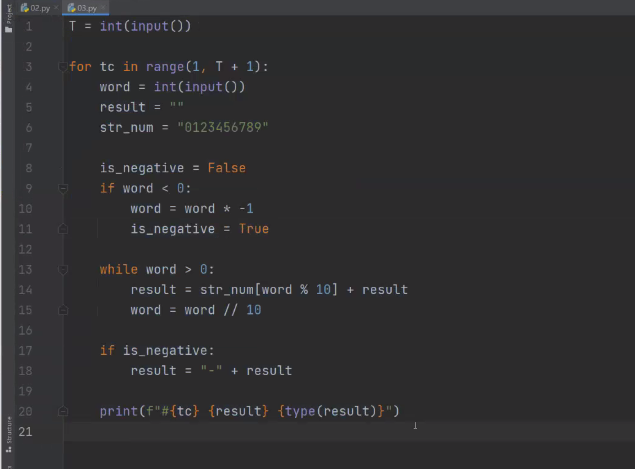 Project
02.py
03.py
1 T = int(input())
2
3 for tc in range(1, T + 1):
4     word = int(input())
5     result = ""
6     str_num = "0123456789"
7
8     is_negative = False
9     if word < 0:
10         word = word * -1
11         is_negative = True
12
13     while word > 0:
14         result = str_num[word % 10] + result
15         word = word // 10
16
17     if is_negative:
18         result = "-" + result
19
20     print(f"#{tc} {result} {type(result)}")
21
Structure